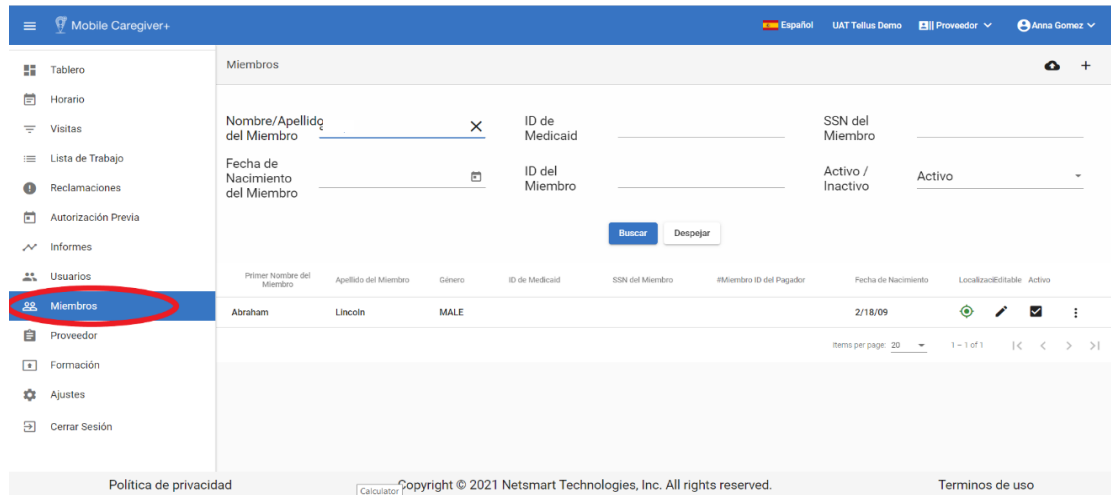 Mobile Caregiver+
Español
UAT Tellus Demo
Proveedor
Anna Gomez
Tablero
Horario
Visitas
Lista de Trabajo
Reclamaciones
Autorización Previa
Informes
Usuarios
Miembros
Proveedor
Formación
Ajustes
Cerrar Sesión
Miembros
Nombre/Apellido
del Miembro
ID de
Medicaid
SSN del
Miembro
Fecha de
Nacimiento
del Miembro
ID del
Miembro
Activo /
Inactivo
Activo
Buscar
Despejar
Primer Nombre del
Miembro
Apellido del Miembro
Género
ID de Medicaid
SSN del Miembro
#Miembro ID del Pagador
Fecha de Nacimiento
Localizaci
Editable
Activo
Abraham
Lincoln
MALE
2/18/09
Items per page: 20
1 – 1 of 1
Política de privacidad
Calculator
Copyright © 2021 Netsmart Technologies, Inc. All rights reserved.
Terminos de uso